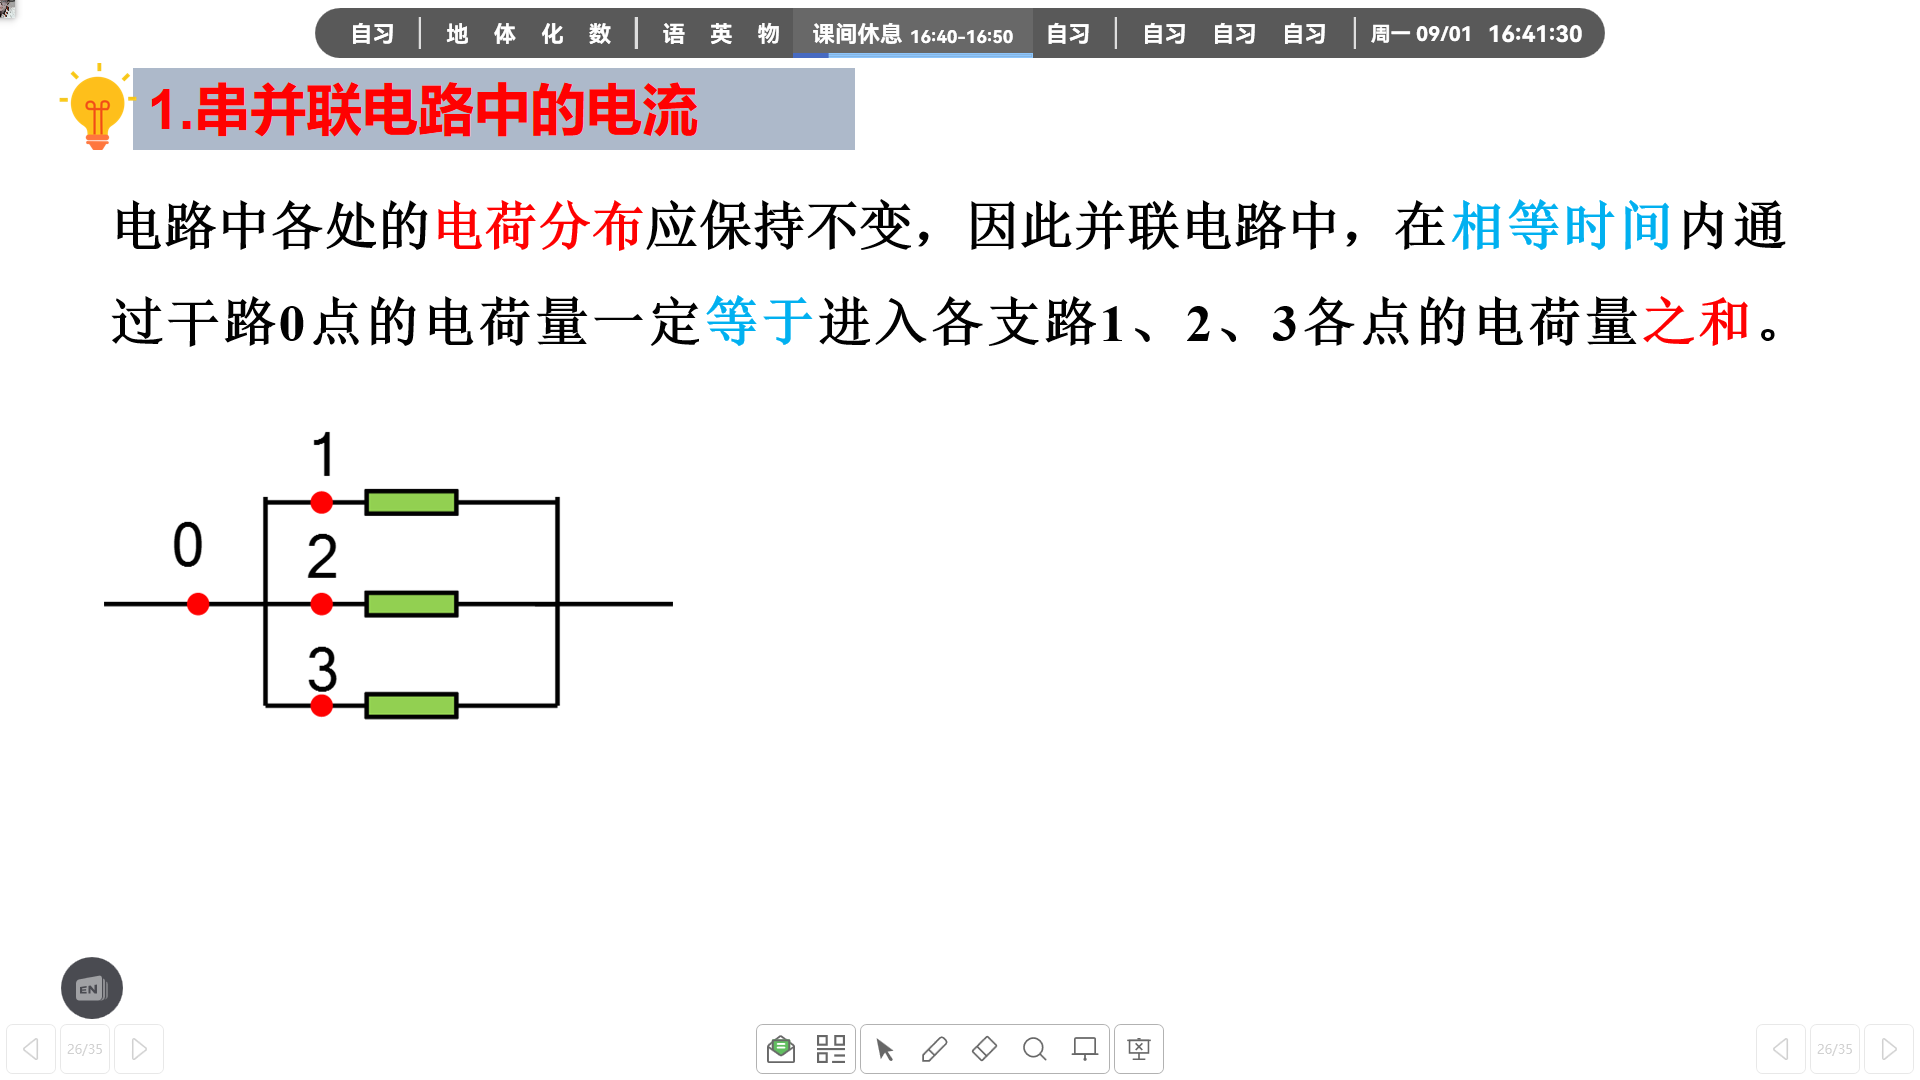 自习 | 地 体 化 数 | 语 英 物 课间休息 16:40-16:50 自习 | 自习 自习 自习 | 周一 09/01 16:41:30
1.串并联电路中的电流
电路中各处的电荷分布应保持不变，因此并联电路中，在相等时间内通
过干路0点的电荷量一定等于进入各支路1、2、3各点的电荷量之和。
1
0
2
3
EN
26/35
26/35